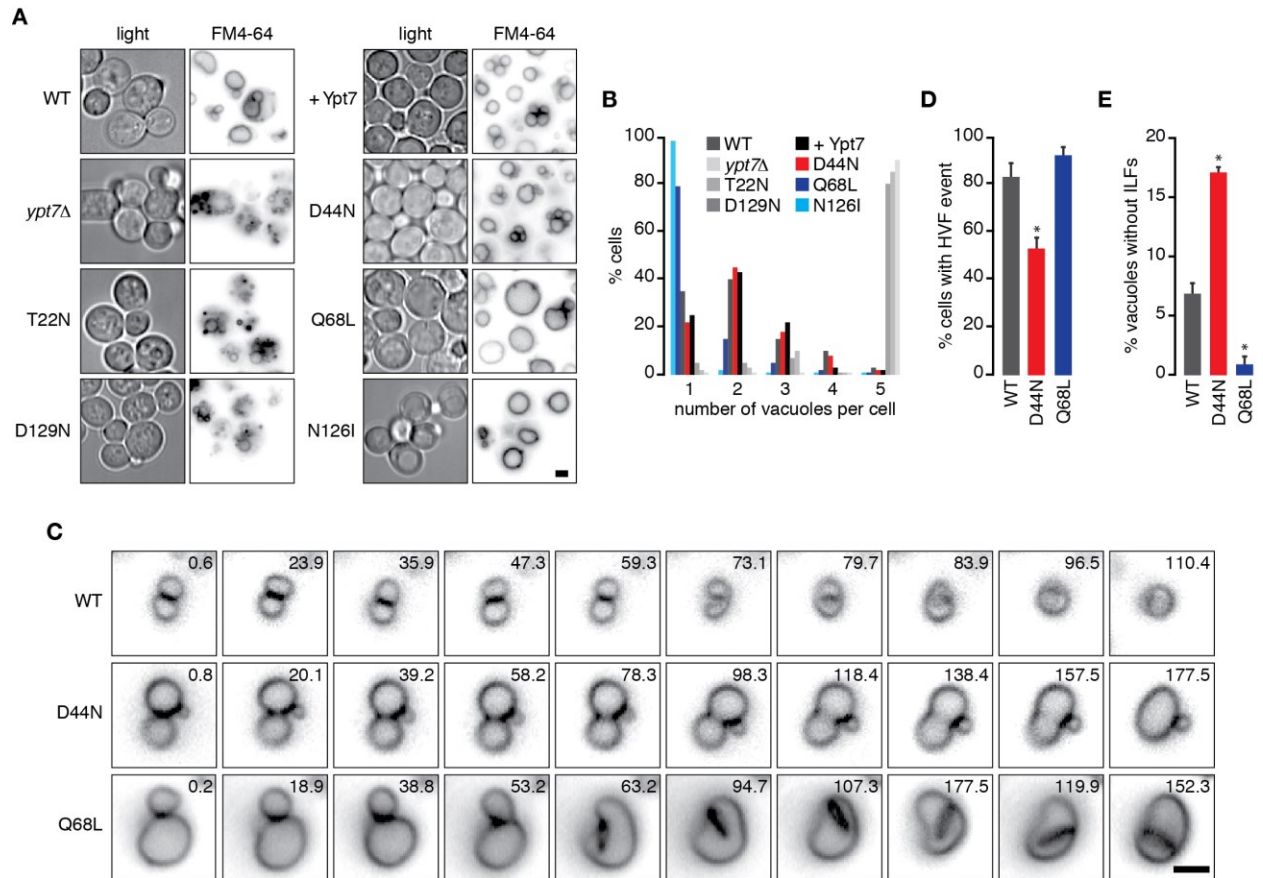 A
light FM4-64 light FM4-64
WT + Ypt7
ypt7Δ D44N
T22N Q68L
D129N N126I
B
100
80
60
40
20
0
% cells
WT + Ypt7
ypt7Δ D44N
T22N Q68L
D129N N126I
1 2 3 4 5
number of vacuoles per cell
D
100
80
60
40
20
0
% cells with HVF event
*
WT D44N Q68L
E
20
15
10
5
0
% vacuoles without ILFs
* *
WT D44N Q68L
C
WT 0.6 23.9 35.9 47.3 59.3 73.1 79.7 83.9 96.5 110.4
D44N 0.8 20.1 39.2 58.2 78.3 98.3 118.4 138.4 157.5 177.5
Q68L 0.2 18.9 38.8 53.2 63.2 94.7 107.3 177.5 119.9 152.3